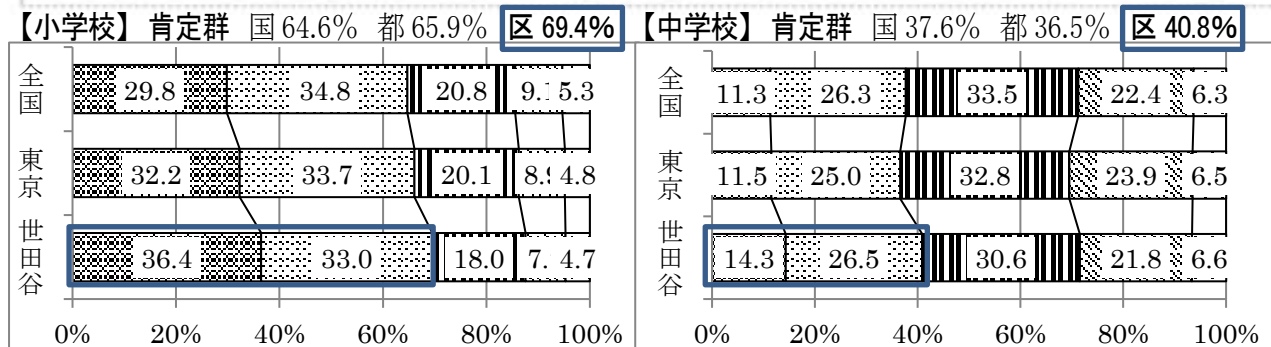 【小学校】 肯定群 国 64.6% 都 65.9% 区 69.4%
全国 29.8 34.8 20.8 5.3
東京 32.2 33.7 20.1 4.8
世田谷 36.4 33.0 18.0 4.7
0% 20% 40% 60% 80% 100%
【中学校】 肯定群 国 37.6% 都 36.5% 区 40.8%
全国 11.3 26.3 33.5 22.4 6.3
東京 11.5 25.0 32.8 23.9 6.5
世田谷 14.3 26.5 30.6 21.8 6.6
0% 20% 40% 60% 80% 100%